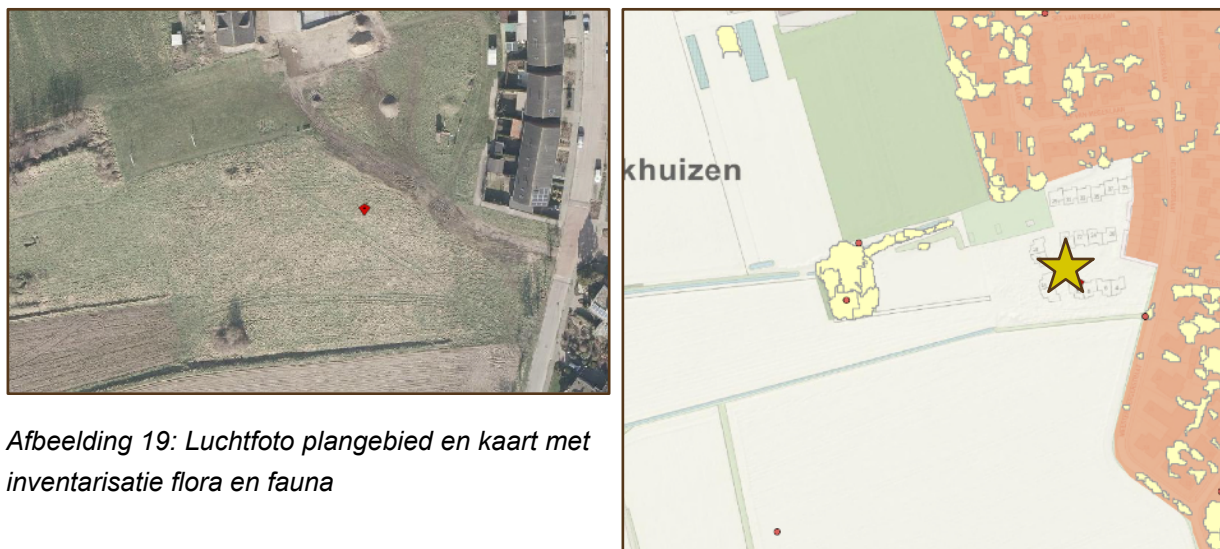 khuizen
Afbeelding 19: Luchtfoto plangebied en kaart met
inventarisatie flora en fauna